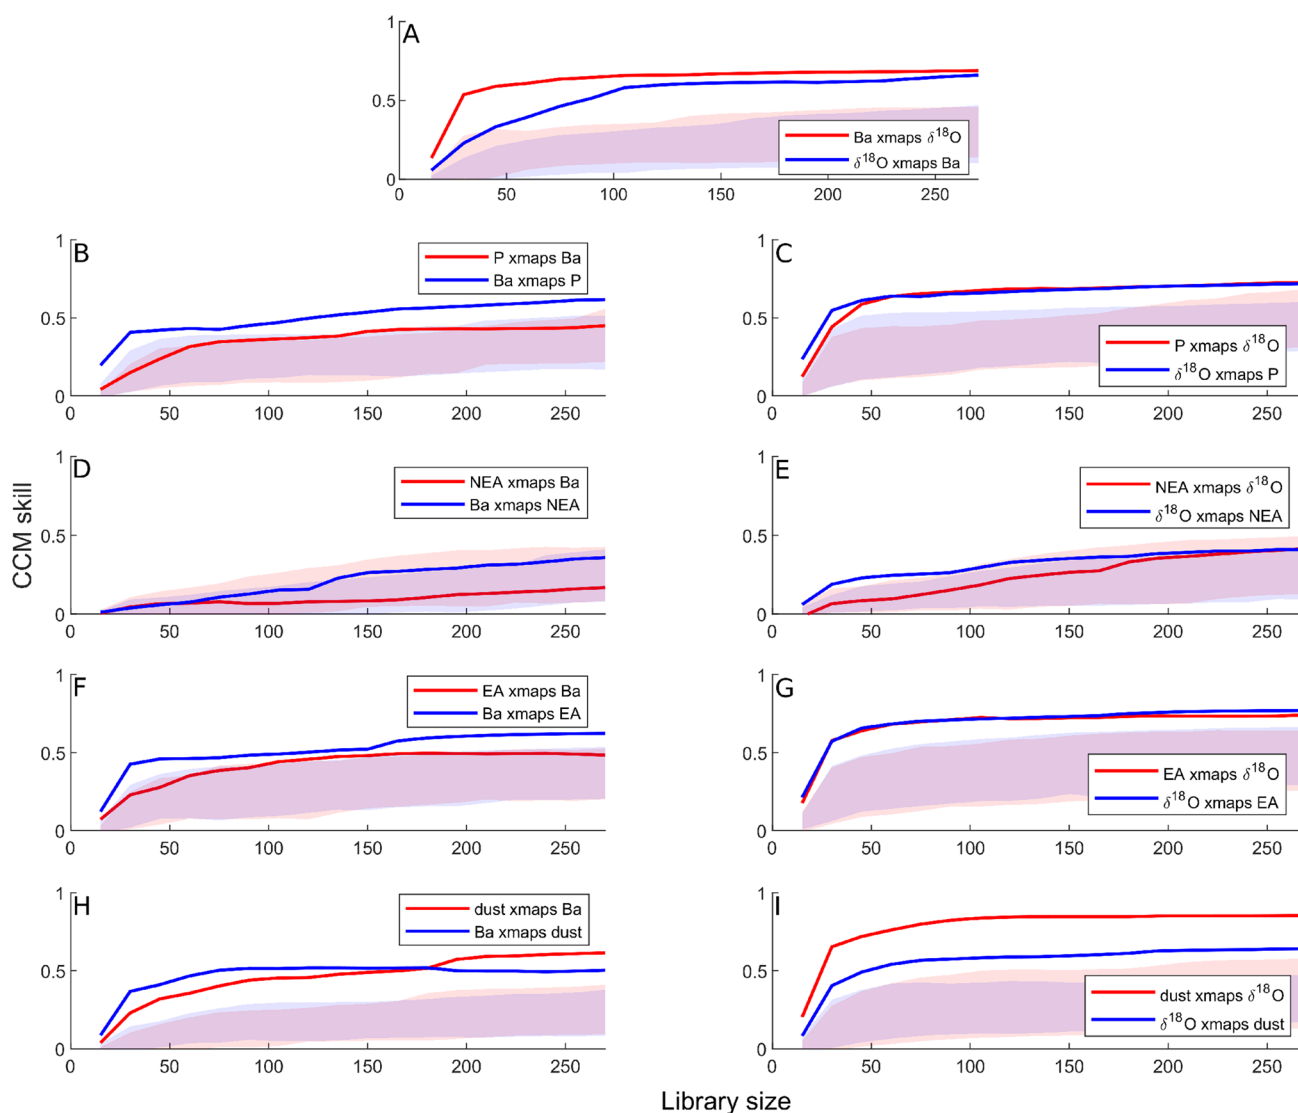 A
1
0.5
0
0 50 100 150 200 250
Ba xmaps δ¹⁸O
δ¹⁸O xmaps Ba
B
1
0.5
0
0 50 100 150 200 250
P xmaps Ba
Ba xmaps P
C
1
0.5
0
0 50 100 150 200 250
P xmaps δ¹⁸O
δ¹⁸O xmaps P
D
1
0.5
0
0 50 100 150 200 250
NEA xmaps Ba
Ba xmaps NEA
E
1
0.5
0
0 50 100 150 200 250
NEA xmaps δ¹⁸O
δ¹⁸O xmaps NEA
CCM skill
F
1
0.5
0
0 50 100 150 200 250
EA xmaps Ba
Ba xmaps EA
G
1
0.5
0
0 50 100 150 200 250
EA xmaps δ¹⁸O
δ¹⁸O xmaps EA
H
1
0.5
0
0 50 100 150 200 250
dust xmaps Ba
Ba xmaps dust
I
1
0.5
0
0 50 100 150 200 250
dust xmaps δ¹⁸O
δ¹⁸O xmaps dust
Library size